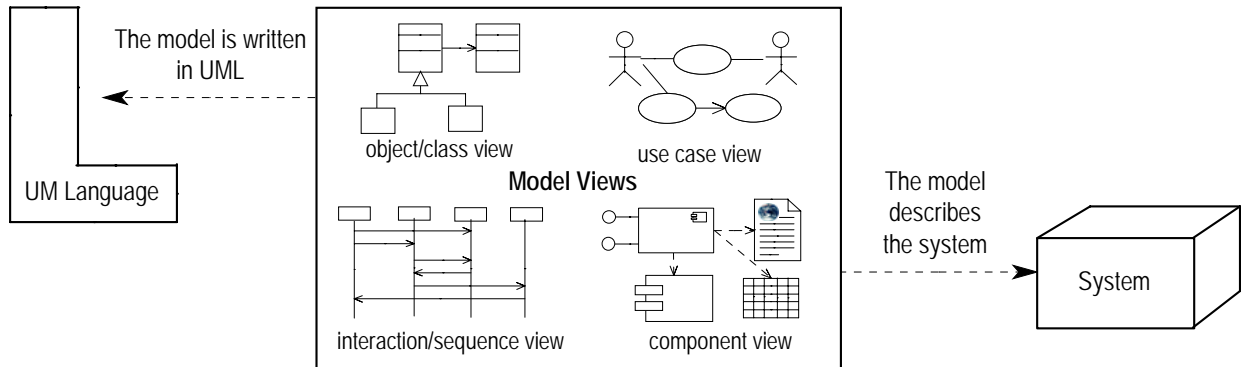 The model is written
in UML
UM Language
object/class view
use case view
Model Views
interaction/sequence view
component view
The model
describes
the system
System